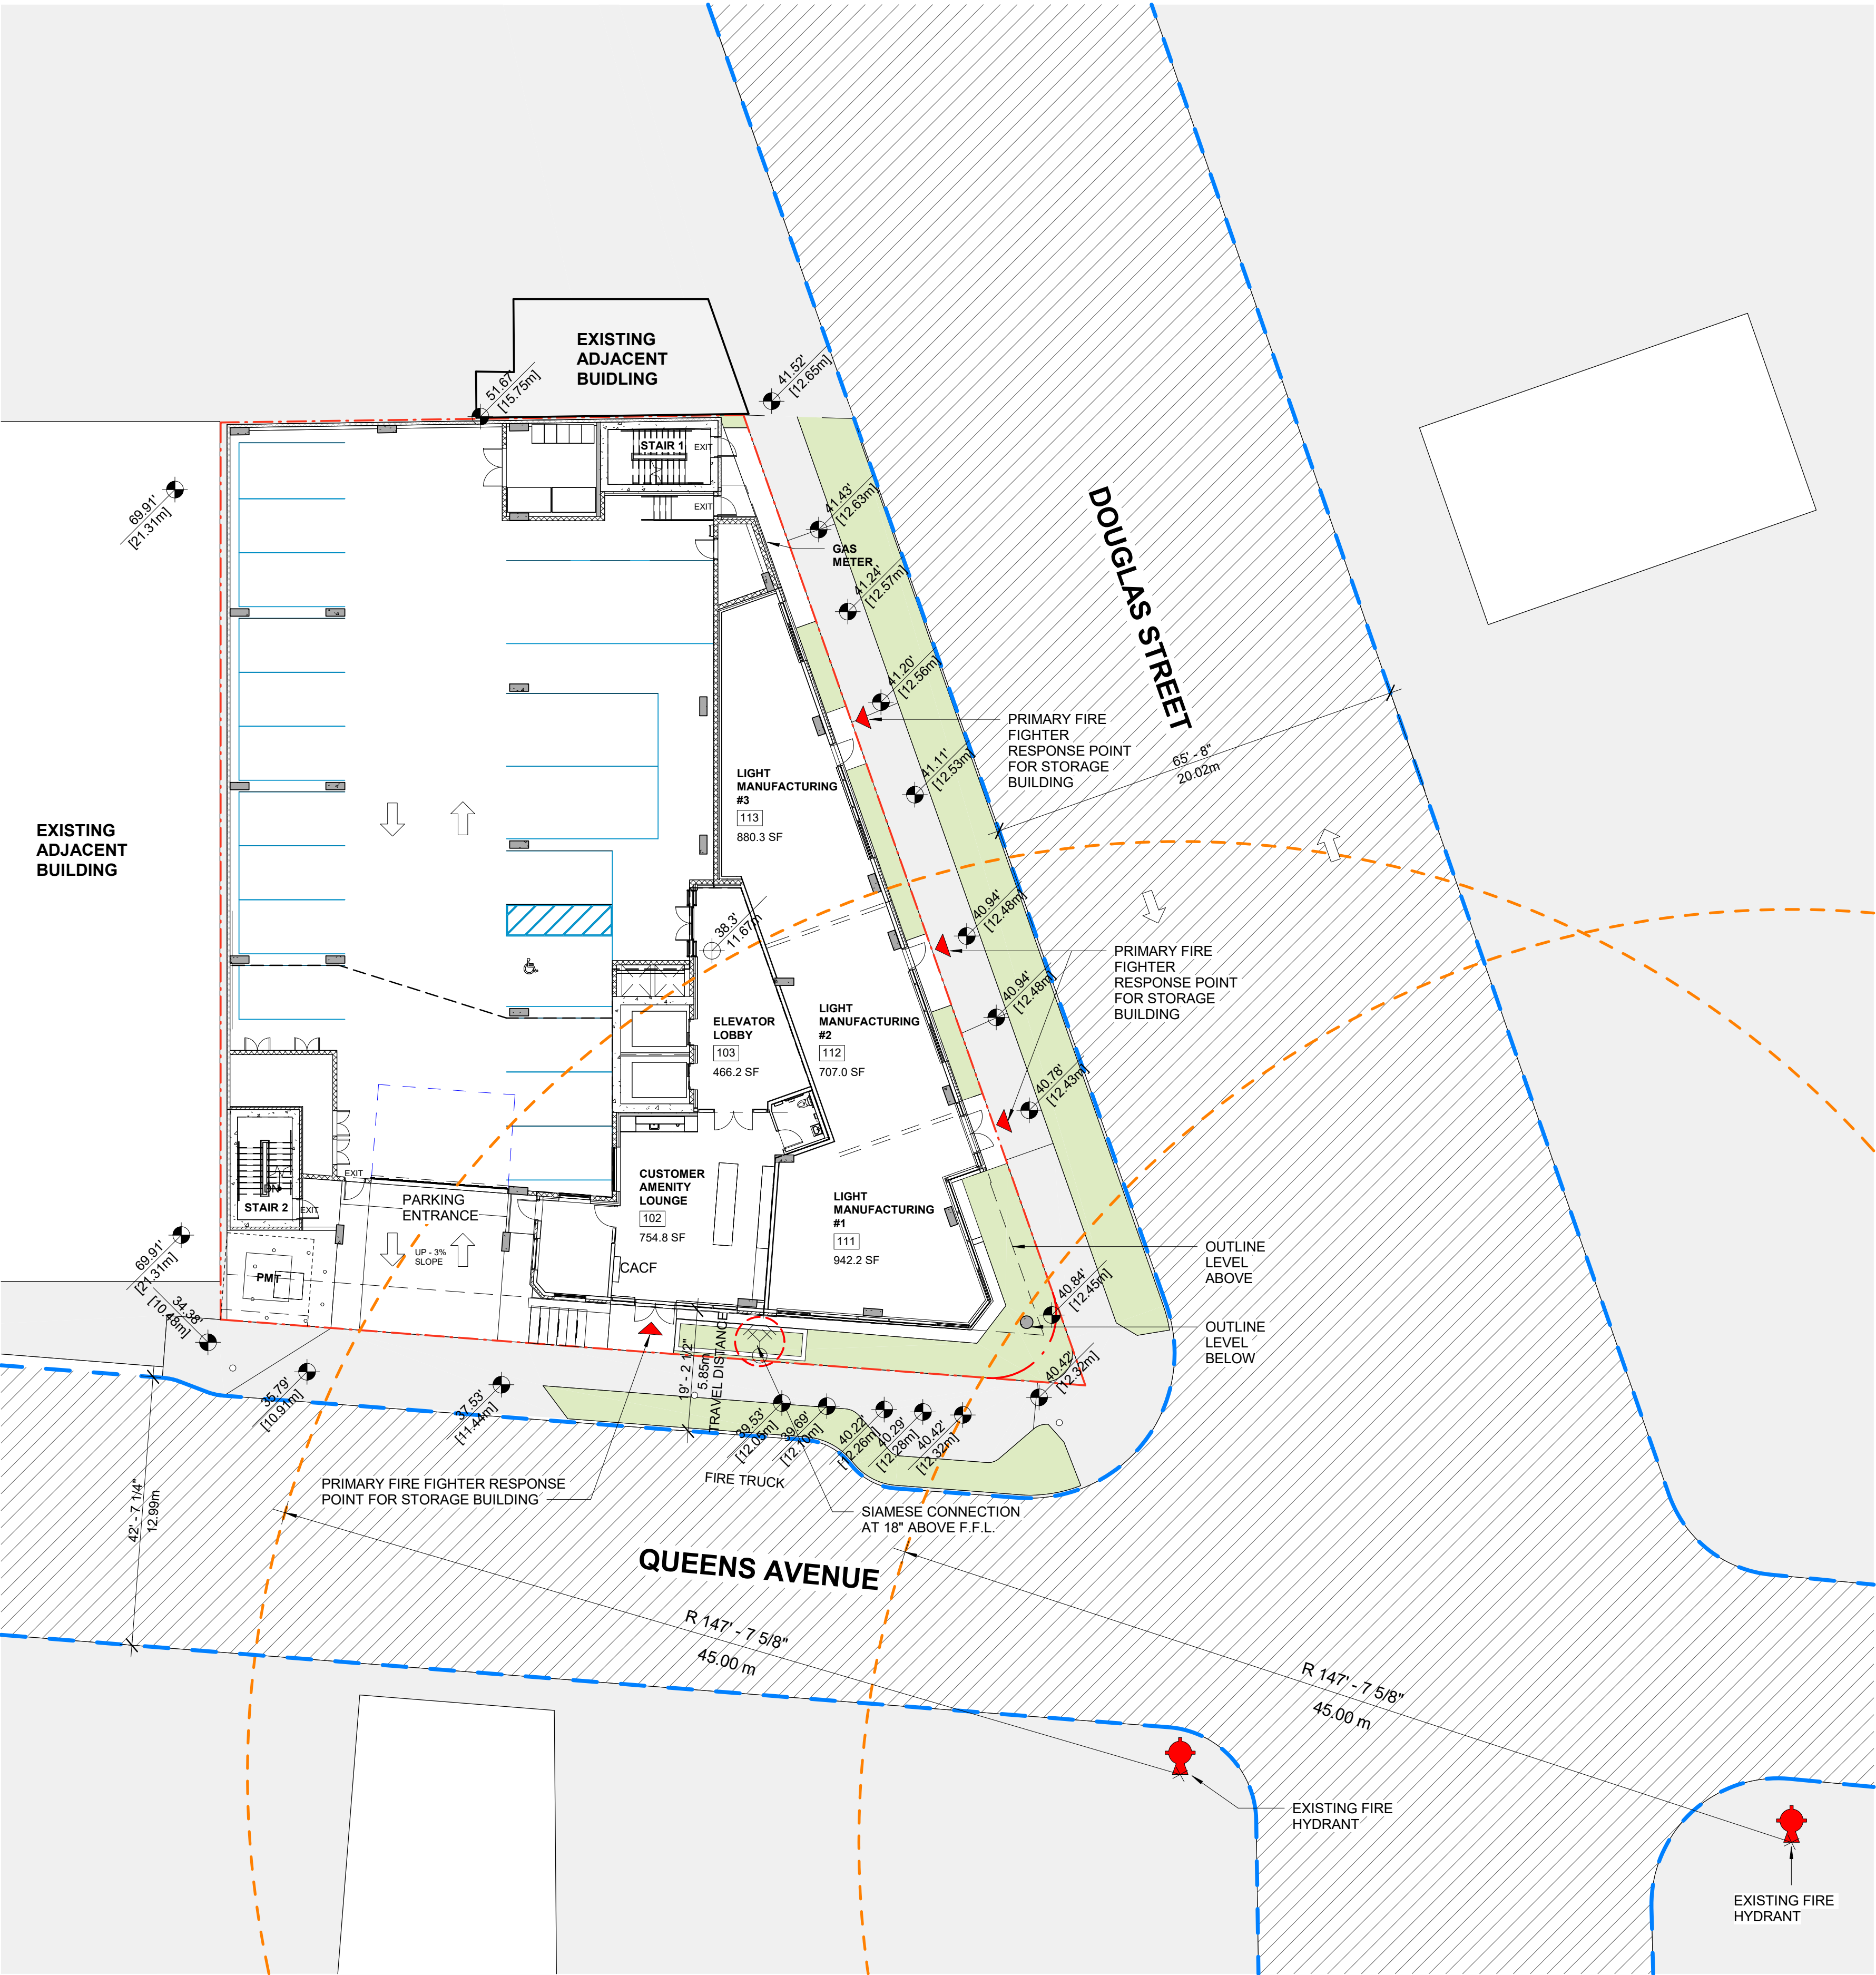 EXISTING
ADJACENT
BUIDLING
51.67'
[15.75m]
41.52'
[12.65m]
STAIR 1
EXIT
EXIT
69.91'
[21.31m]
41.43'
[12.63m]
GAS
METER
41.24'
[12.57m]
DOUGLAS STREET
41.20'
[12.56m]
PRIMARY FIRE
FIGHTER
RESPONSE POINT
FOR STORAGE
BUILDING
65' - 8"
20.02m
41.11'
[12.53m]
LIGHT
MANUFACTURING
#3
113
880.3 SF
EXISTING
ADJACENT
BUILDING
38.3'
11.67m
40.94'
[12.48m]
PRIMARY FIRE
FIGHTER
RESPONSE POINT
FOR STORAGE
BUILDING
40.94'
[12.48m]
ELEVATOR
LOBBY
103
466.2 SF
LIGHT
MANUFACTURING
#2
112
707.0 SF
40.78'
[12.43m]
EXIT
DN
STAIR 2
EXIT
PARKING
ENTRANCE
UP - 3%
SLOPE
CUSTOMER
AMENITY
LOUNGE
102
754.8 SF
CACF
LIGHT
MANUFACTURING
#1
111
942.2 SF
OUTLINE
LEVEL
ABOVE
69.91'
[21.31m]
PMT
34.38'
[10.48m]
40.84'
[12.45m]
OUTLINE
LEVEL
BELOW
19' - 2 1/2"
5.85m
TRAVEL DISTANCE
40.42'
[12.32m]
35.79'
[10.91m]
37.53'
[11.44m]
39.53'
[12.05m]
39.69'
[12.10m]
40.22'
[12.26m]
40.29'
[12.28m]
40.42'
[12.32m]
FIRE TRUCK
PRIMARY FIRE FIGHTER RESPONSE
POINT FOR STORAGE BUILDING
SIAMESE CONNECTION
AT 18" ABOVE F.F.L.
42' - 7 1/4"
12.99m
QUEENS AVENUE
R 147' - 7 5/8"
45.00 m
R 147' - 7 5/8"
45.00 m
EXISTING FIRE
HYDRANT
EXISTING FIRE
HYDRANT